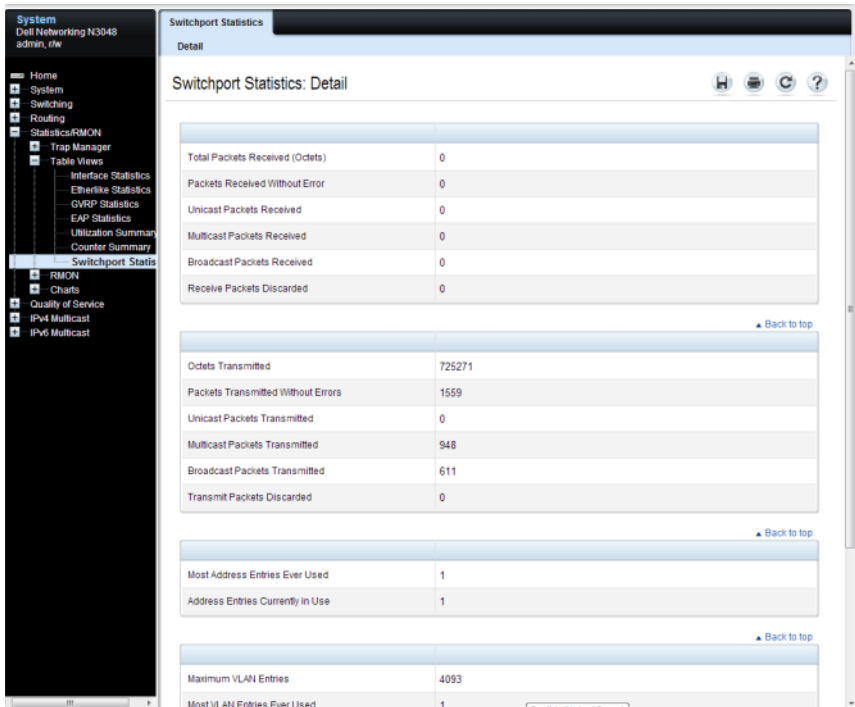 System
Dell Networking N3048
admin, r/w
Home
System
Switching
Routing
Statistics/RMON
Trap Manager
Table Views
Interface Statistics
Etherlike Statistics
GVRP Statistics
EAP Statistics
Utilization Summary
Counter Summary
Switchport Statis
RMON
Charts
Quality of Service
IPv4 Multicast
IPv6 Multicast
Switchport Statistics
Detail
Switchport Statistics: Detail
Total Packets Received (Octets) 0
Packets Received Without Error 0
Unicast Packets Received 0
Multicast Packets Received 0
Broadcast Packets Received 0
Receive Packets Discarded 0
Back to top
Octets Transmitted 725271
Packets Transmitted Without Errors 1559
Unicast Packets Transmitted 0
Multicast Packets Transmitted 948
Broadcast Packets Transmitted 611
Transmit Packets Discarded 0
Back to top
Most Address Entries Ever Used 1
Address Entries Currently in Use 1
Back to top
Maximum VLAN Entries 4093
Most VLAN Entries Ever Used 1